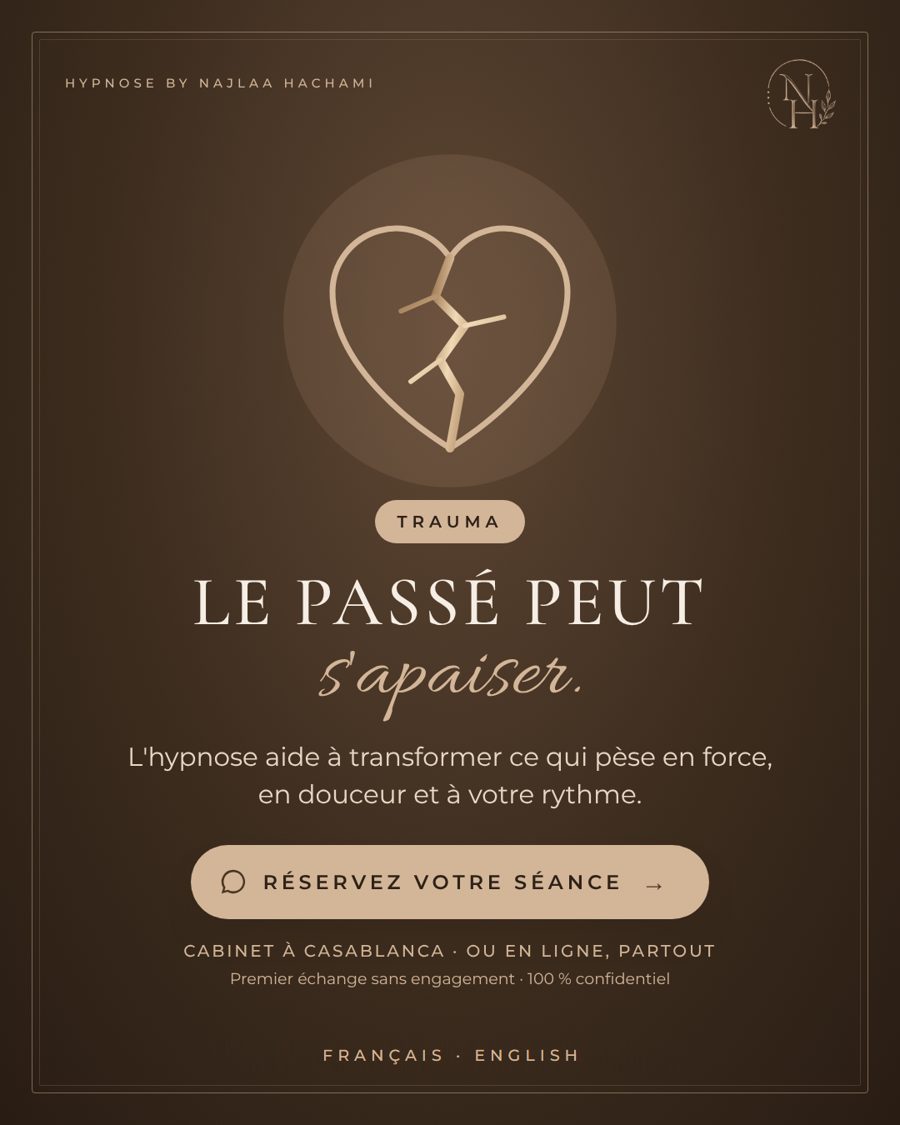 HYPNOSE BY NAJLAA HACHAMI
NH
TRAUMA
LE PASSÉ PEUT
s'apaiser.
L'hypnose aide à transformer ce qui pèse en force,
en douceur et à votre rythme.
RÉSERVEZ VOTRE SÉANCE →
CABINET À CASABLANCA · OU EN LIGNE, PARTOUT
Premier échange sans engagement · 100 % confidentiel
FRANÇAIS · ENGLISH